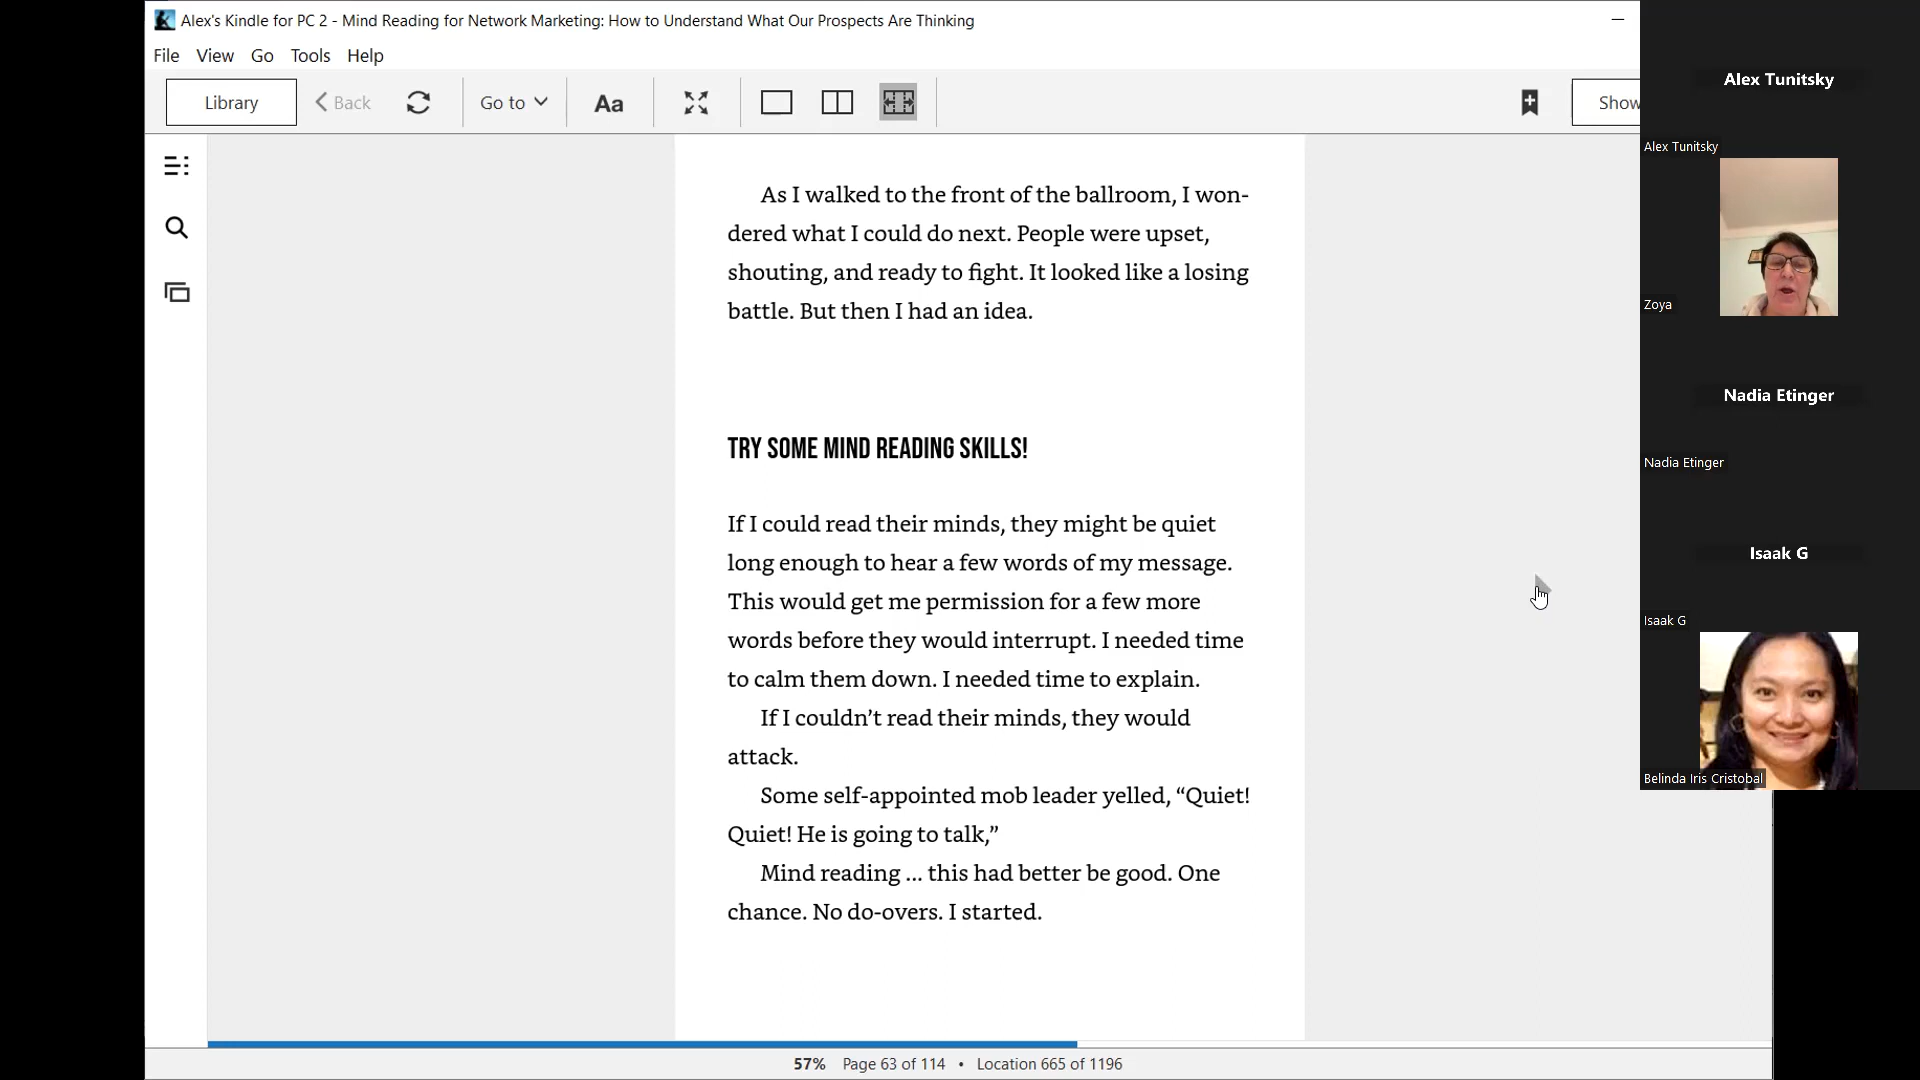 Alex's Kindle for PC 2 - Mind Reading for Network Marketing: How to Understand What Our Prospects Are Thinking
File View Go Tools Help
Library Back Go to Aa Show
As I walked to the front of the ballroom, I won-
dered what I could do next. People were upset,
shouting, and ready to fight. It looked like a losing
battle. But then I had an idea.
TRY SOME MIND READING SKILLS!
If I could read their minds, they might be quiet
long enough to hear a few words of my message.
This would get me permission for a few more
words before they would interrupt. I needed time
to calm them down. I needed time to explain.
If I couldn’t read their minds, they would
attack.
Some self-appointed mob leader yelled, “Quiet!
Quiet! He is going to talk,”
Mind reading ... this had better be good. One
chance. No do-overs. I started.
57% Page 63 of 114 • Location 665 of 1196
Alex Tunitsky
Alex Tunitsky
Zoya
Nadia Etinger
Nadia Etinger
Isaak G
Isaak G
Belinda Iris Cristobal